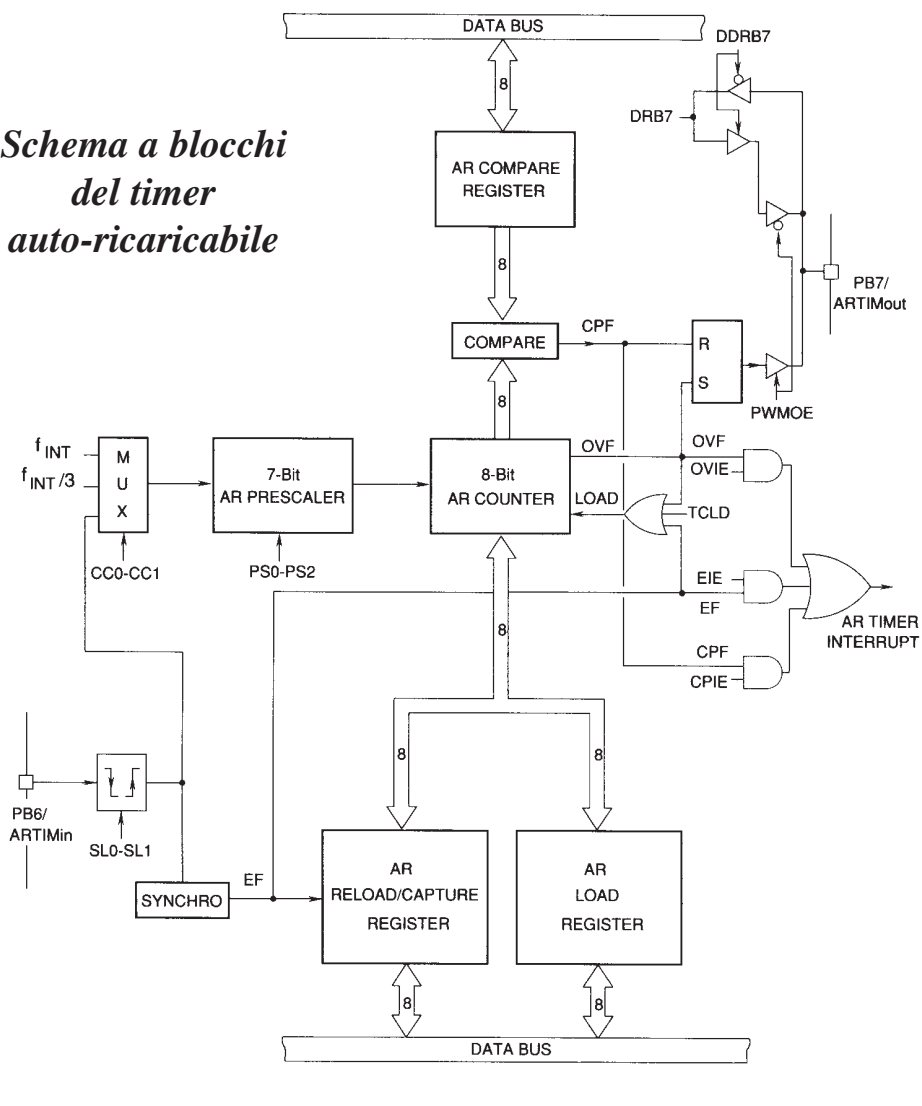 DATA BUS
DDRB7
8
DRB7
Schema a blocchi
del timer
auto-ricaricabile
AR COMPARE
REGISTER
8
PB7/
ARTIMout
CPF
COMPARE
R
S
8
PWMOE
f INT
f INT /3
M
U
X
7-Bit
AR PRESCALER
8-Bit
AR COUNTER
OVF
OVF
OVIE
LOAD
TCLD
CC0-CC1
PS0-PS2
EIE
EF
AR TIMER
INTERRUPT
8
CPF
CPIE
8
8
PB6/
ARTIMin
SL0-SL1
SYNCHRO
EF
AR
RELOAD/CAPTURE
REGISTER
AR
LOAD
REGISTER
8
8
DATA BUS